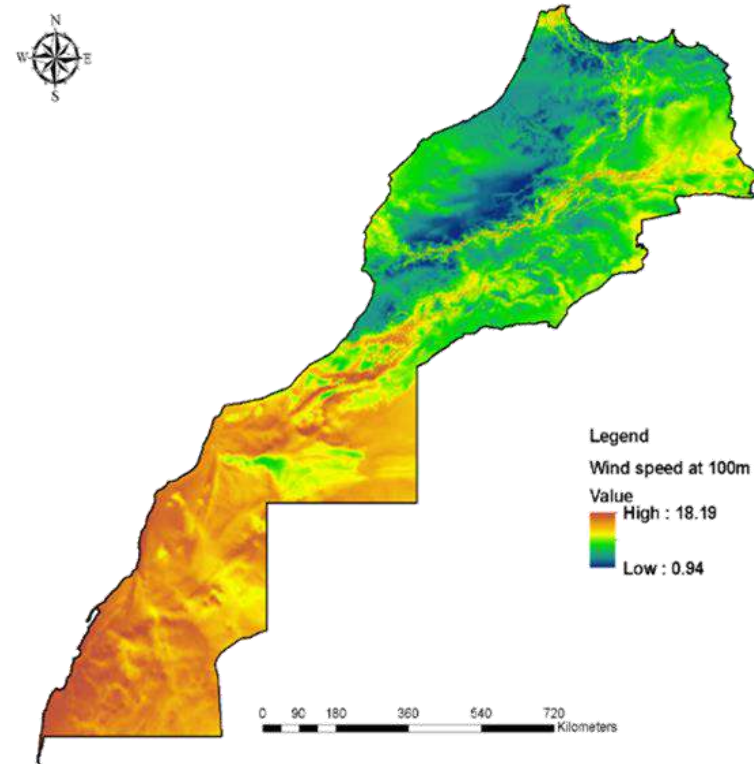 N
W E
S
Legend
Wind speed at 100m
Value
High : 18.19
Low : 0.94
0 90 180 360 540 720
Kilometers